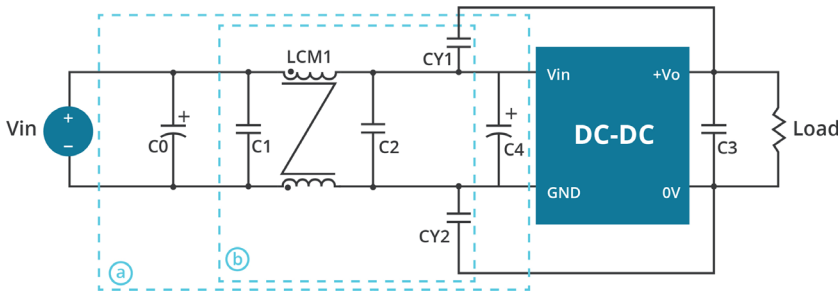 CY1
LCM1
Vin
+
−
+
C0
C1
C2
+
C4
Vin
+Vo
DC-DC
GND
0V
C3
Load
CY2
a
b